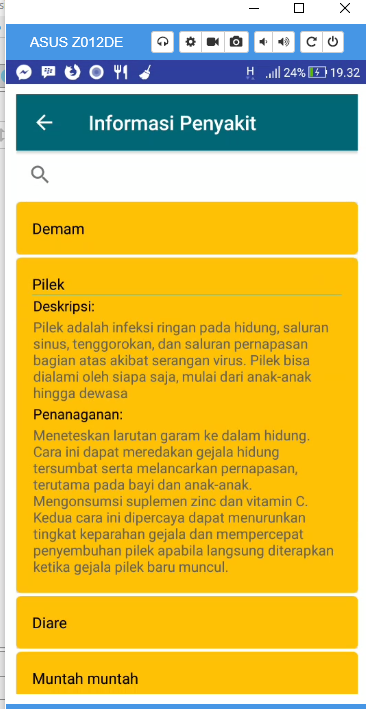 ASUS Z012DE
H 24% 19.32
Informasi Penyakit
Demam
Pilek
Deskripsi:
Pilek adalah infeksi ringan pada hidung, saluran
sinus, tenggorokan, dan saluran pernapasan
bagian atas akibat serangan virus. Pilek bisa
dialami oleh siapa saja, mulai dari anak-anak
hingga dewasa
Penanaganan:
Meneteskan larutan garam ke dalam hidung.
Cara ini dapat meredakan gejala hidung
tersumbat serta melancarkan pernapasan,
terutama pada bayi dan anak-anak.
Mengonsumsi suplemen zinc dan vitamin C.
Kedua cara ini dipercaya dapat menurunkan
tingkat keparahan gejala dan mempercepat
penyembuhan pilek apabila langsung diterapkan
ketika gejala pilek baru muncul.
Diare
Muntah muntah